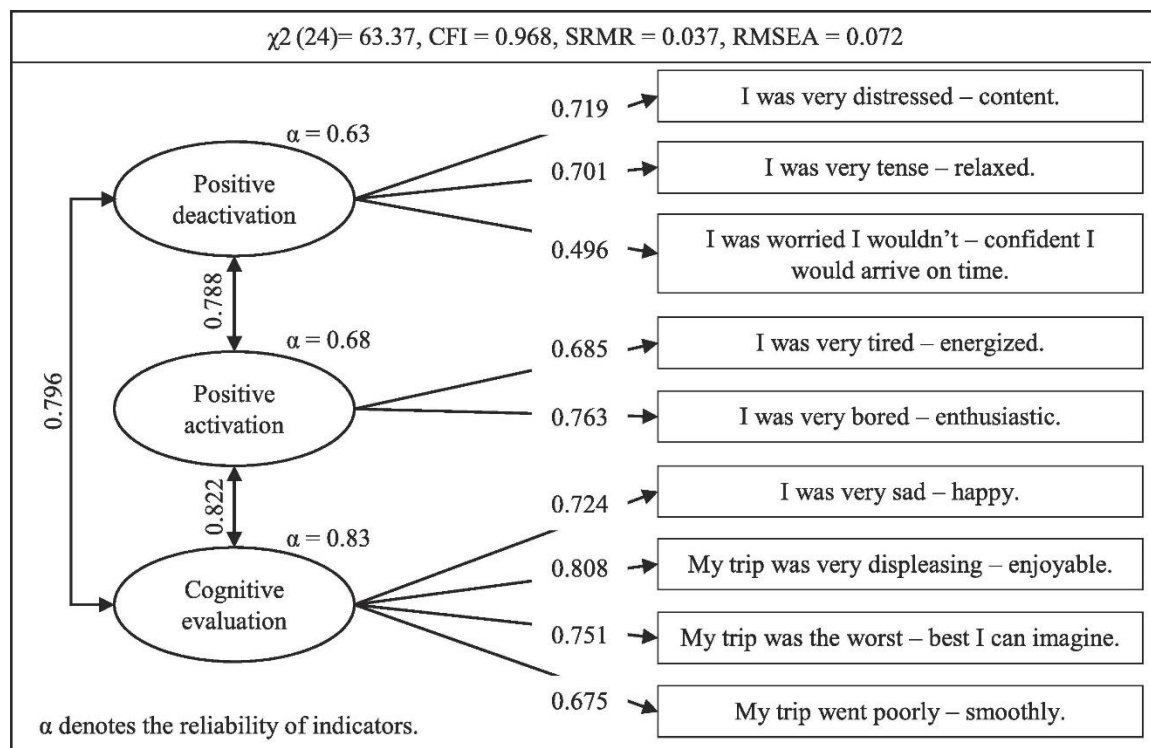 χ2 (24)= 63.37, CFI = 0.968, SRMR = 0.037, RMSEA = 0.072
α = 0.63
Positive
deactivation
0.719
I was very distressed – content.
0.701
I was very tense – relaxed.
0.496
I was worried I wouldn’t – confident I
would arrive on time.
0.788
0.796
α = 0.68
Positive
activation
0.685
I was very tired – energized.
0.763
I was very bored – enthusiastic.
0.822
α = 0.83
Cognitive
evaluation
0.724
I was very sad – happy.
0.808
My trip was very displeasing – enjoyable.
0.751
My trip was the worst – best I can imagine.
0.675
My trip went poorly – smoothly.
α denotes the reliability of indicators.